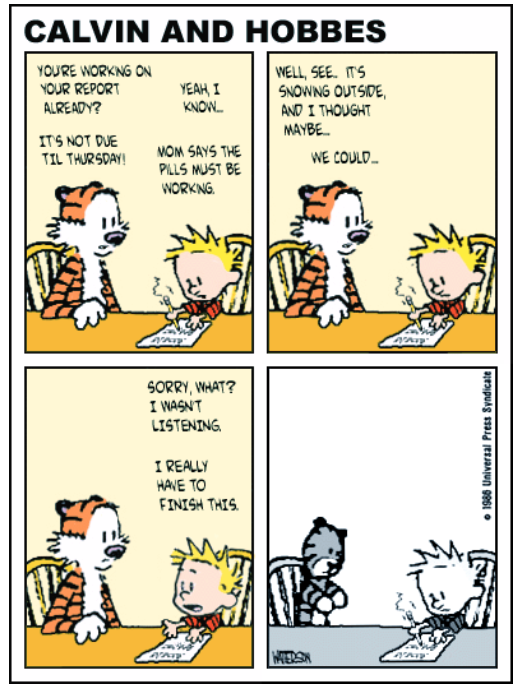 CALVIN AND HOBBES
YOU'RE WORKING ON
YOUR REPORT
ALREADY?
IT'S NOT DUE
TIL THURSDAY!
YEAH, I
KNOW...
MOM SAYS THE
PILLS MUST BE
WORKING.
WELL, SEE.. IT'S
SNOWING OUTSIDE,
AND I THOUGHT
MAYBE...
WE COULD...
SORRY, WHAT?
I WASN'T
LISTENING.
I REALLY
HAVE TO
FINISH THIS.
© 1986 Universal Press Syndicate
WATTERSON